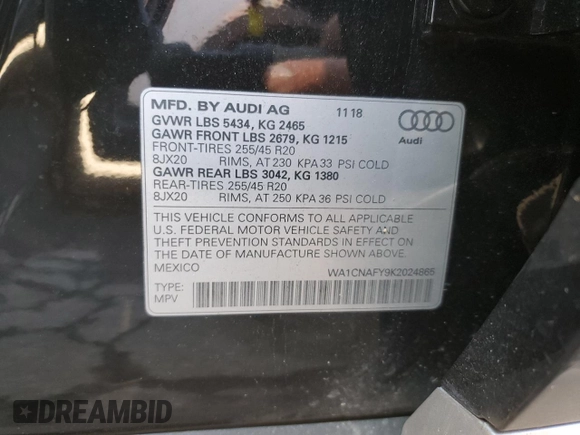 MFD. BY AUDI AG 11 18
GVWR LBS 5434, KG 2465
GAWR FRONT LBS 2679, KG 1215
FRONT-TIRES 255/45 R20
8JX20 RIMS, AT 230 KPA 33 PSI COLD
GAWR REAR LBS 3042, KG 1380
REAR-TIRES 255/45 R20
8JX20 RIMS, AT 250 KPA 36 PSI COLD
Audi
THIS VEHICLE CONFORMS TO ALL APPLICABLE
U.S. FEDERAL MOTOR VEHICLE SAFETY AND
THEFT PREVENTION STANDARDS IN EFFECT ON
THE DATE OF MANUFACTURE SHOWN ABOVE.
MEXICO WA1CNAFY9K2024865
TYPE:
MPV
DREAMBID